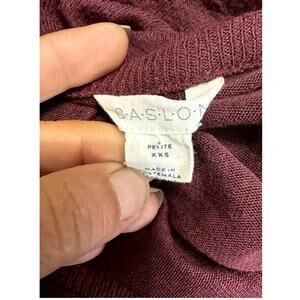 C·A·S·L·O·N
PETITE
XXS
MADE IN
GUATEMALA